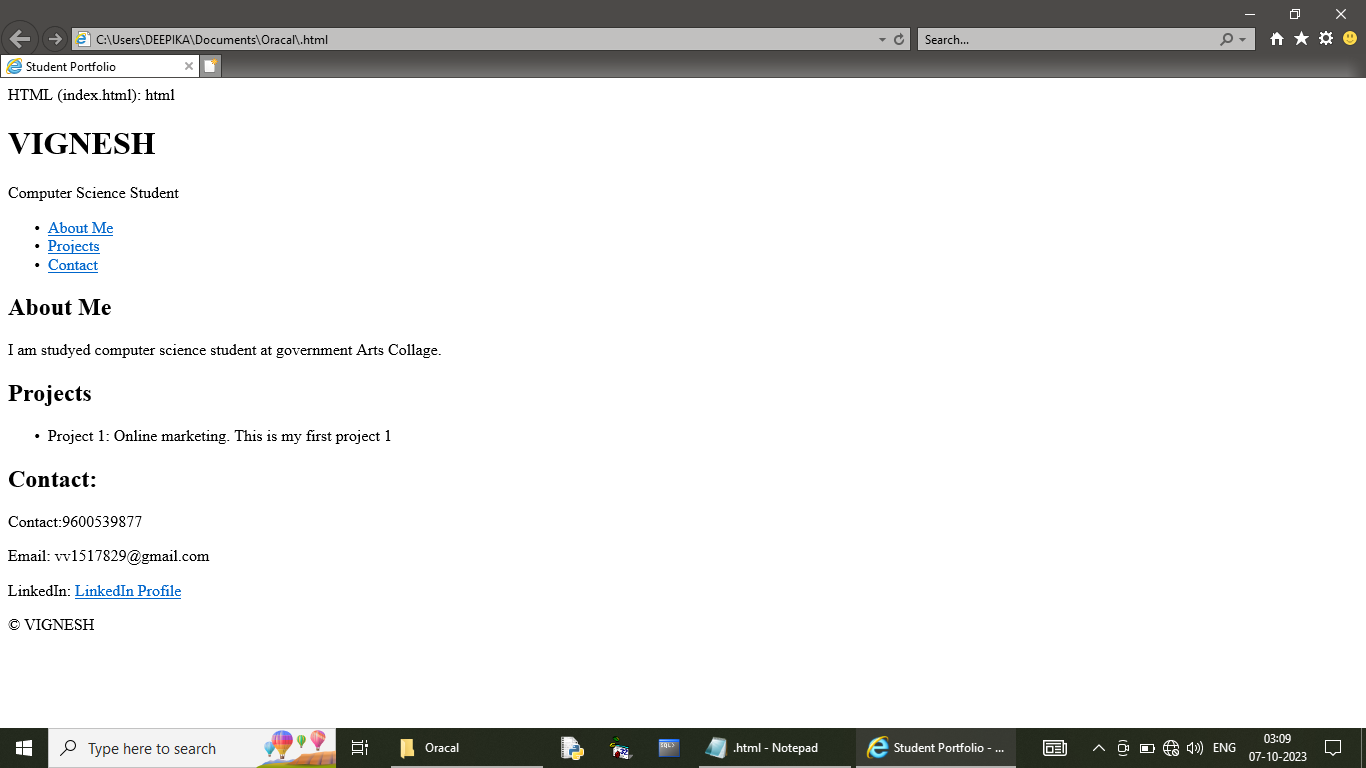 C:\Users\DEEPIKA\Documents\Oracal\.html
Search...
Student Portfolio
HTML (index.html): html
VIGNESH
Computer Science Student
• About Me
• Projects
• Contact
About Me
I am studyed computer science student at government Arts Collage.
Projects
• Project 1: Online marketing. This is my first project 1
Contact:
Contact:9600539877
Email: vv1517829@gmail.com
LinkedIn: LinkedIn Profile
© VIGNESH
Type here to search
Oracal
.html - Notepad
Student Portfolio - ...
ENG
03:09
07-10-2023